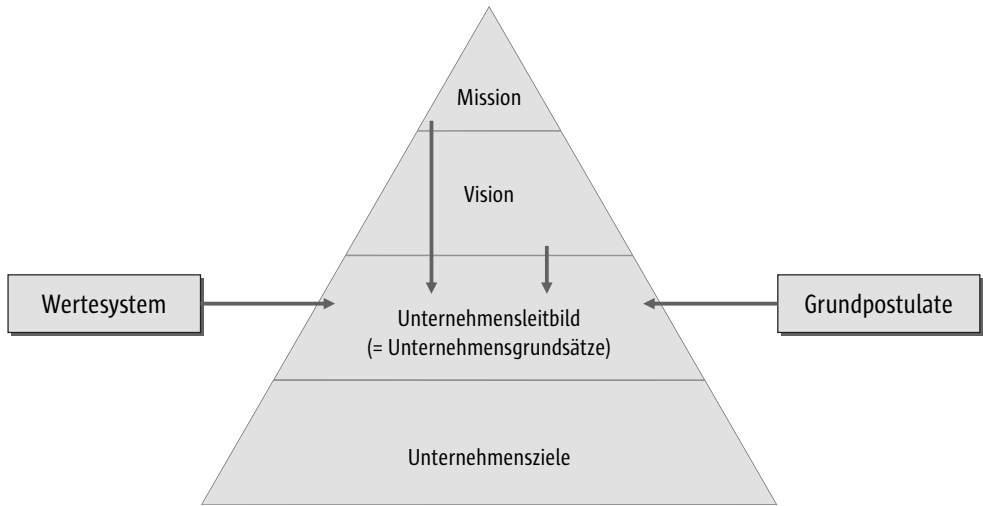 Mission
Vision
Wertesystem
Grundpostulate
Unternehmensleitbild
(= Unternehmensgrundsätze)
Unternehmensziele